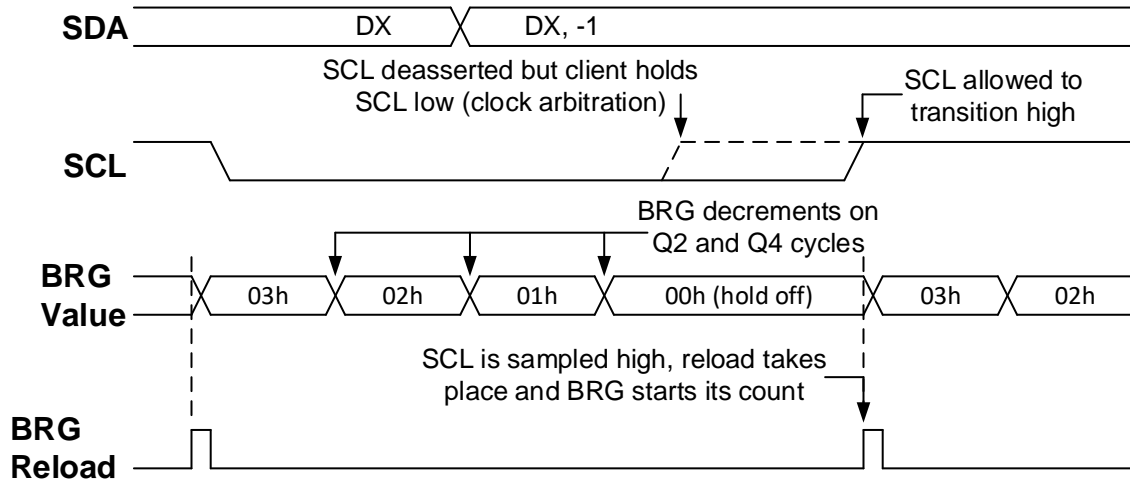 SDA
DX
DX, -1
SCL deasserted but client holds
SCL low (clock arbitration)
SCL allowed to
transition high
SCL
BRG decrements on
Q2 and Q4 cycles
BRG
Value
03h
02h
01h
00h (hold off)
03h
02h
SCL is sampled high, reload takes
place and BRG starts its count
BRG
Reload